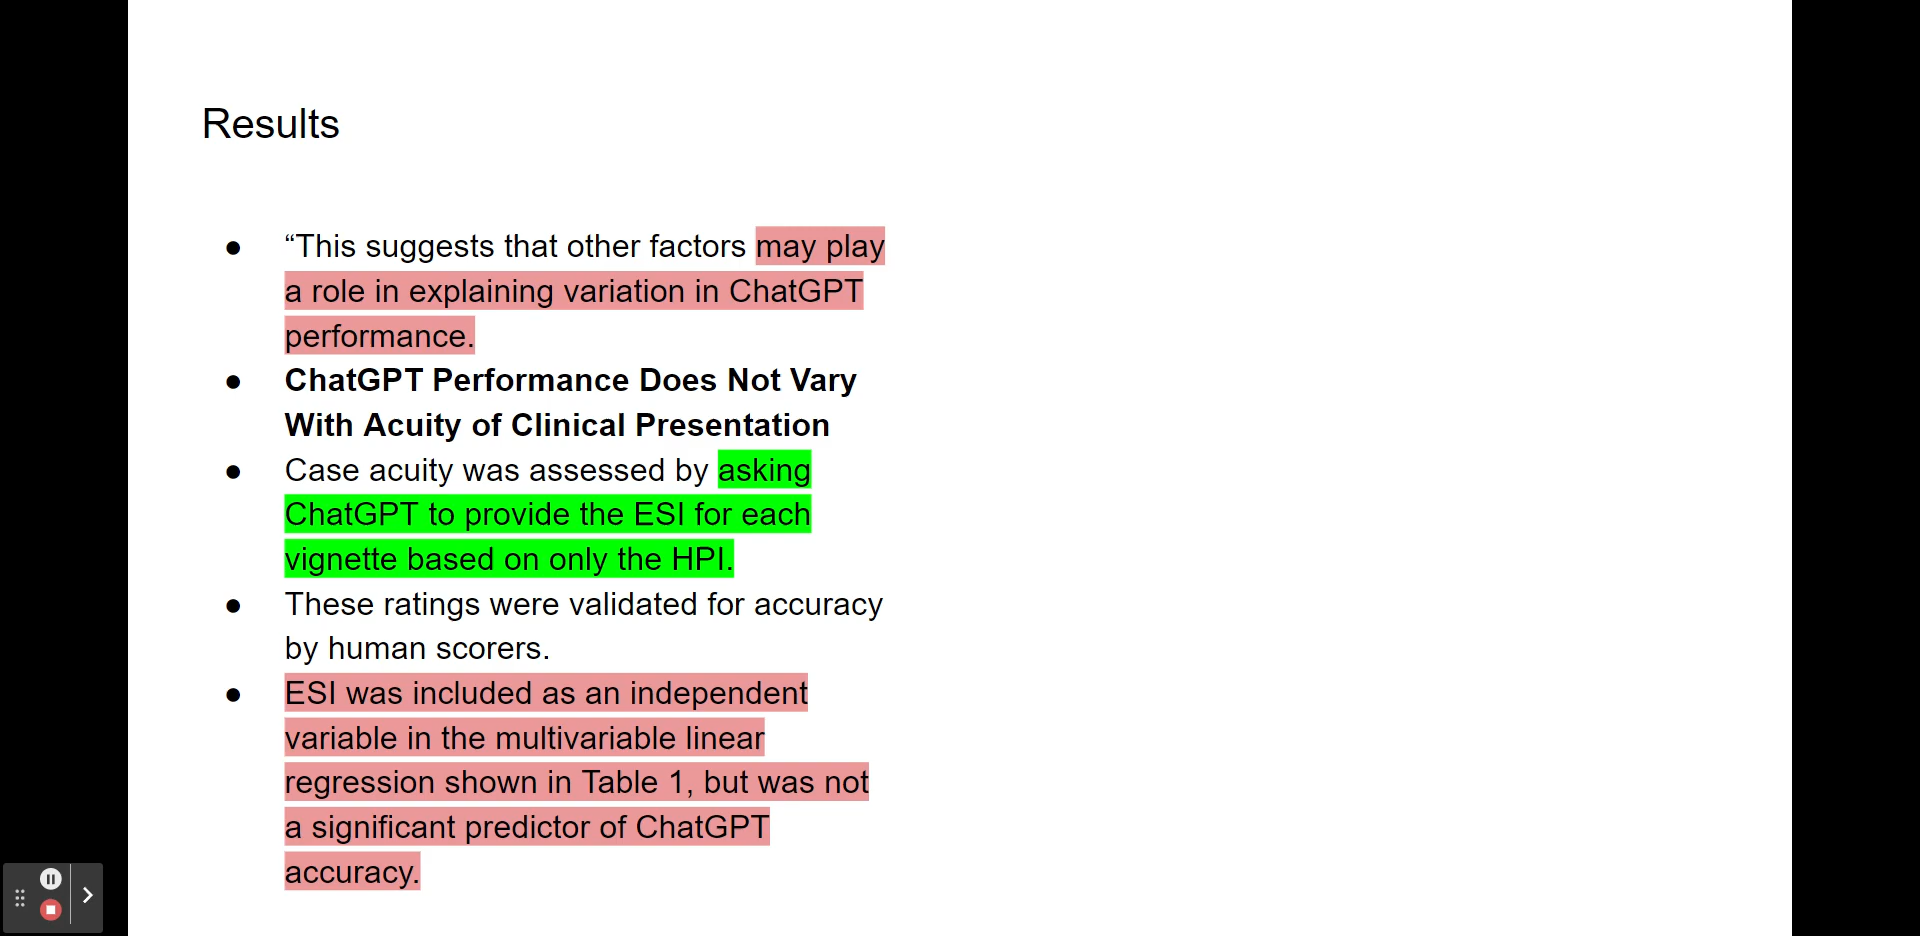 Results
● “This suggests that other factors may play
a role in explaining variation in ChatGPT
performance.
● ChatGPT Performance Does Not Vary
With Acuity of Clinical Presentation
● Case acuity was assessed by asking
ChatGPT to provide the ESI for each
vignette based on only the HPI.
● These ratings were validated for accuracy
by human scorers.
● ESI was included as an independent
variable in the multivariable linear
regression shown in Table 1, but was not
a significant predictor of ChatGPT
accuracy.